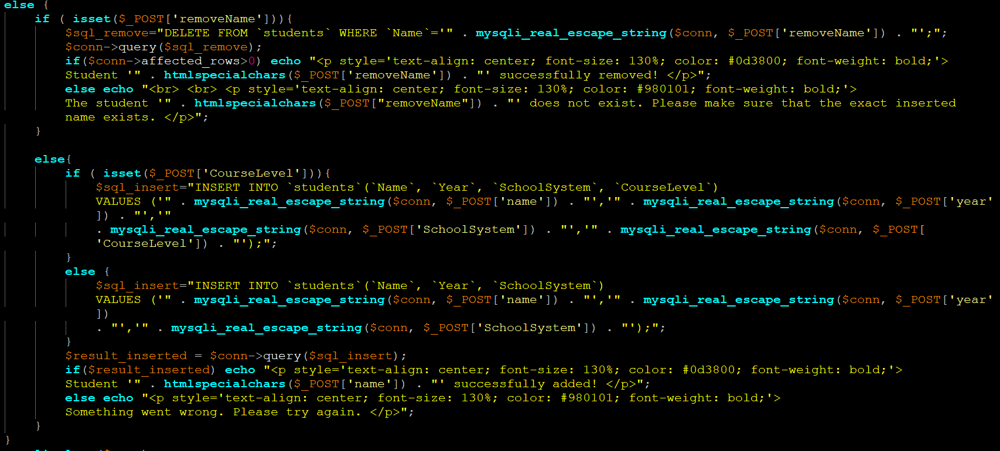 else {
if ( isset($_POST['removeName'])){
$sql_remove="DELETE FROM `students` WHERE `Name`='" . mysqli_real_escape_string($conn, $_POST['removeName']) . "';";
$conn->query($sql_remove);
if($conn->affected_rows>0) echo "<p style='text-align: center; font-size: 130%; color: #0d3800; font-weight: bold;'>
Student '" . htmlspecialchars($_POST['removeName']) . "' successfully removed! </p>";
else echo "<br> <br> <p style='text-align: center; font-size: 130%; color: #980101; font-weight: bold;'>
The student '" . htmlspecialchars($_POST["removeName"]) . "' does not exist. Please make sure that the exact inserted
name exists. </p>";
}
else{
if ( isset($_POST['CourseLevel'])){
$sql_insert="INSERT INTO `students`(`Name`, `Year`, `SchoolSystem`, `CourseLevel`)
VALUES ('" . mysqli_real_escape_string($conn, $_POST['name']) . "','" . mysqli_real_escape_string($conn, $_POST['year'
]) . "','"
. mysqli_real_escape_string($conn, $_POST['SchoolSystem']) . "','" . mysqli_real_escape_string($conn, $_POST[
'CourseLevel']) . "');";
}
else {
$sql_insert="INSERT INTO `students`(`Name`, `Year`, `SchoolSystem`)
VALUES ('" . mysqli_real_escape_string($conn, $_POST['name']) . "','" . mysqli_real_escape_string($conn, $_POST['year'
])
. "','" . mysqli_real_escape_string($conn, $_POST['SchoolSystem']) . "');";
}
$result_inserted = $conn->query($sql_insert);
if($result_inserted) echo "<p style='text-align: center; font-size: 130%; color: #0d3800; font-weight: bold;'>
Student '" . htmlspecialchars($_POST['name']) . "' successfully added! </p>";
else echo "<p style='text-align: center; font-size: 130%; color: #980101; font-weight: bold;'>
Something went wrong. Please try again. </p>";
}
}